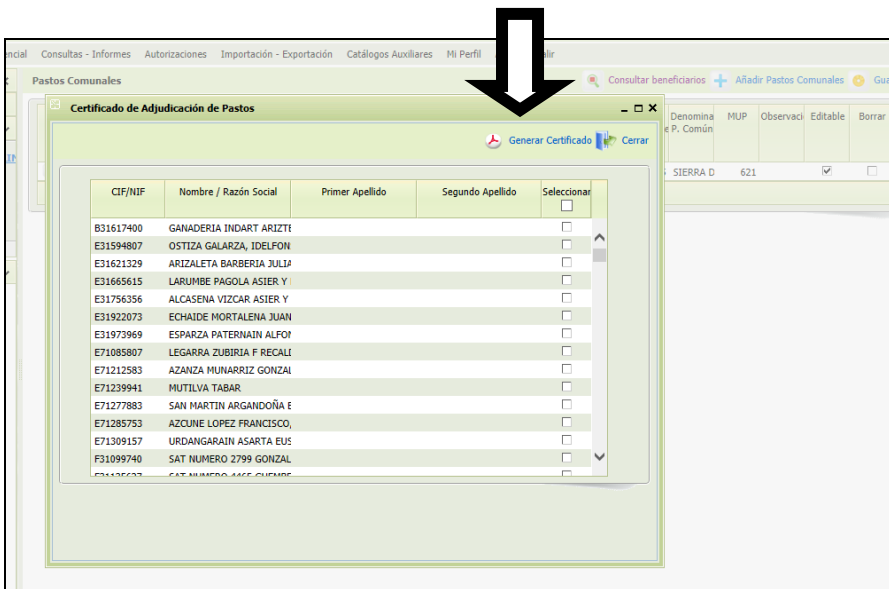 encial Consultas - Informes Autorizaciones Importación - Exportación Catálogos Auxiliares Mi Perfil alir
Pastos Comunales Consultar beneficiarios Añadir Pastos Comunales Gua
Certificado de Adjudicación de Pastos
Generar Certificado Cerrar
Denomina MUP Observaci Editable Borrar
P. Común
SIERRA D 621
CIF/NIF Nombre / Razón Social Primer Apellido Segundo Apellido Seleccionar
B31617400 GANADERIA INDART ARIZTE
E31594807 OSTIZA GALARZA, IDELFON
E31621329 ARIZALETA BARBERIA JULIA
E31665615 LARUMBE PAGOLA ASIER Y
E31756356 ALCASENA VIZCAR ASIER Y
E31922073 ECHAIDE MORTALENA JUAN
E31973969 ESPARZA PATERNAIN ALFON
E71085807 LEGARRA ZUBIRIA F RECALD
E71212583 AZANZA MUNARRIZ GONZAL
E71239941 MUTILVA TABAR
E71277883 SAN MARTIN ARGANDOÑA E
E71285753 AZCUNE LOPEZ FRANCISCO,
E71309157 URDANGARAIN ASARTA EUS
F31099740 SAT NUMERO 2799 GONZAL
SAT NUMERO